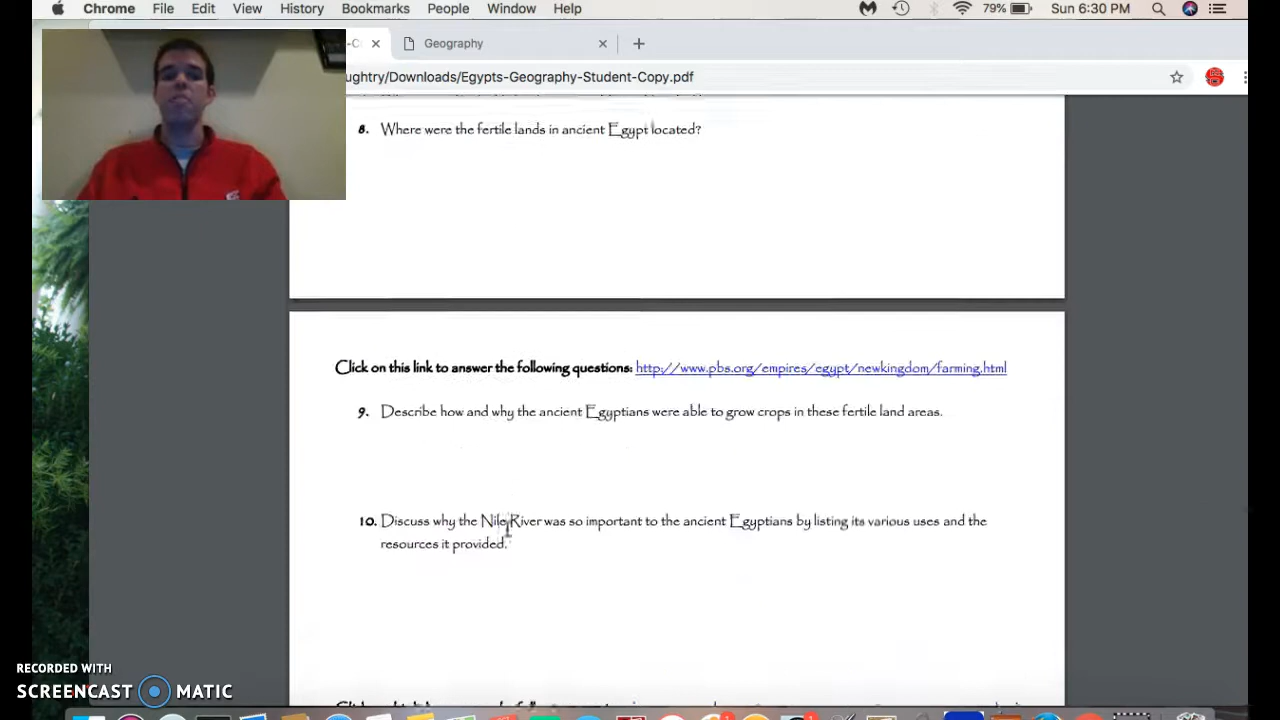 Chrome File Edit View History Bookmarks People Window Help 79% Sun 6:30 PM
Geography
ughtry/Downloads/Egypts-Geography-Student-Copy.pdf
8. Where were the fertile lands in ancient Egypt located?
Click on this link to answer the following questions: http://www.pbs.org/empires/egypt/newkingdom/farming.html
9. Describe how and why the ancient Egyptians were able to grow crops in these fertile land areas.
10. Discuss why the Nile River was so important to the ancient Egyptians by listing its various uses and the
resources it provided.
RECORDED WITH
SCREENCAST MATIC